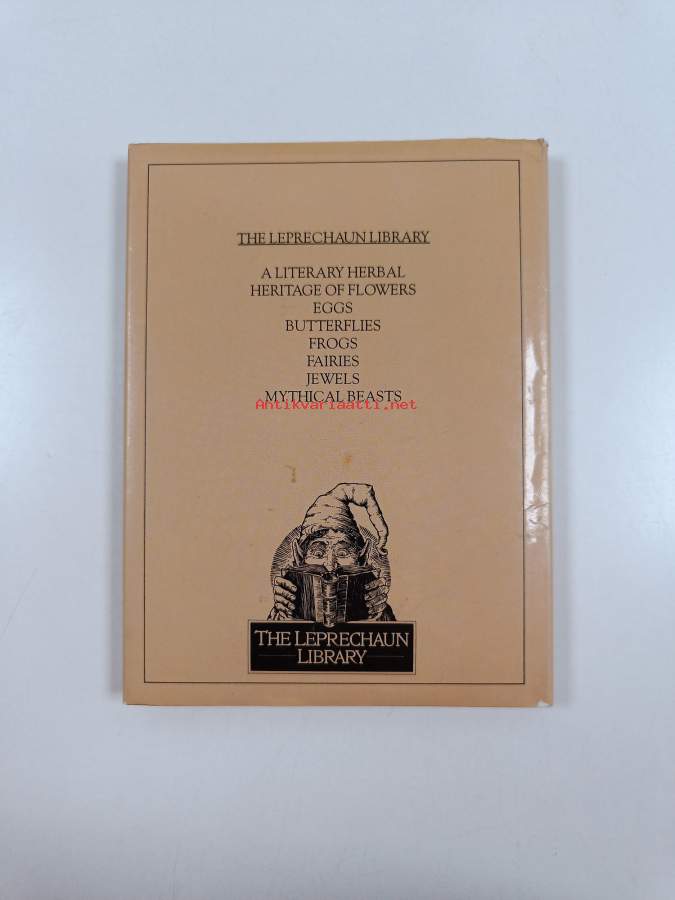 THE LEPRECHAUN LIBRARY
A LITERARY HERBAL
HERITAGE OF FLOWERS
EGGS
BUTTERFLIES
FROGS
FAIRIES
JEWELS
MYTHICAL BEASTS
Antikvariaatti.net
THE LEPRECHAUN
LIBRARY